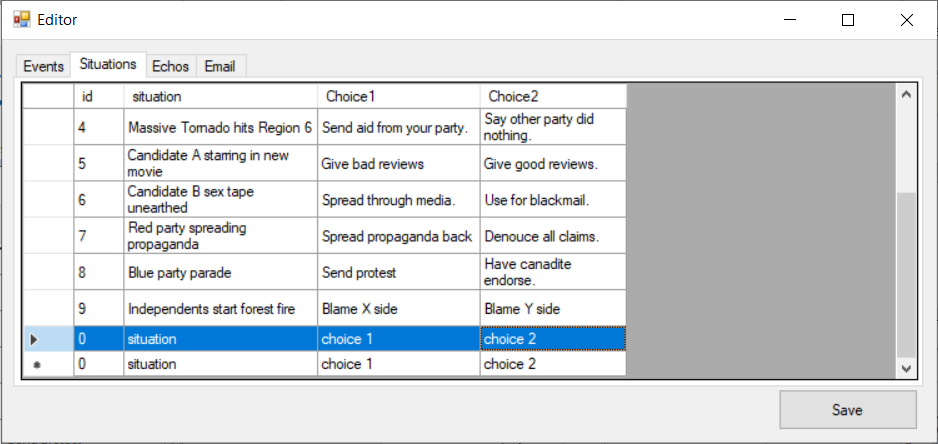 Editor
Events Situations Echos Email
id situation Choice1 Choice2
4 Massive Tornado hits Region 6 Send aid from your party. Say other party did
nothing.
5 Candidate A starring in new
movie Give bad reviews Give good reviews.
6 Candidate B sex tape
unearthed Spread through media. Use for blackmail.
7 Red party spreading
propaganda Spread propaganda back Denouce all claims.
8 Blue party parade Send protest Have canadite
endorse.
9 Independents start forest fire Blame X side Blame Y side
0 situation choice 1 choice 2
0 situation choice 1 choice 2
Save